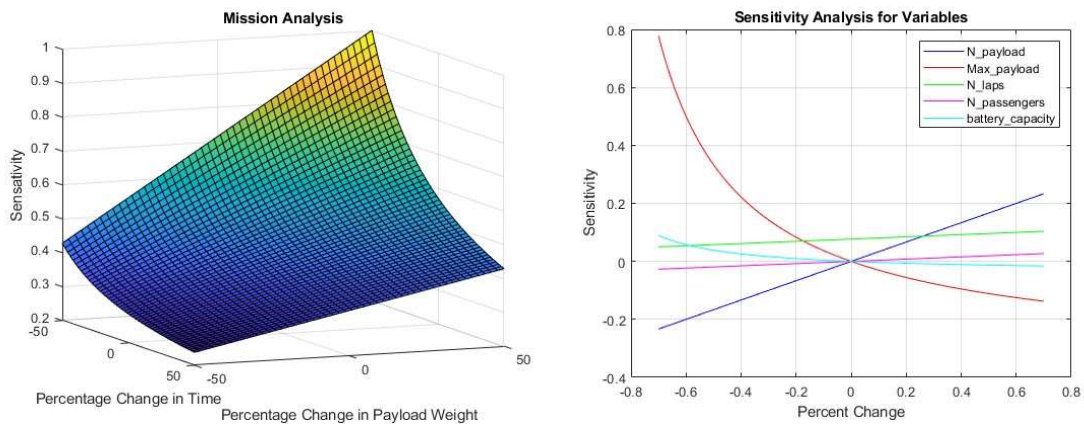 Mission Analysis
1
0.9
0.8
0.7
0.6
0.5
0.4
0.3
0.2
Sensativity
-50
0
50
Percentage Change in Time
-50
0
50
Percentage Change in Payload Weight
Sensitivity Analysis for Variables
0.8
0.6
0.4
0.2
0
-0.2
-0.4
Sensitivity
N_payload
Max_payload
N_laps
N_passengers
battery_capacity
-0.8
-0.6
-0.4
-0.2
0
0.2
0.4
0.6
0.8
Percent Change